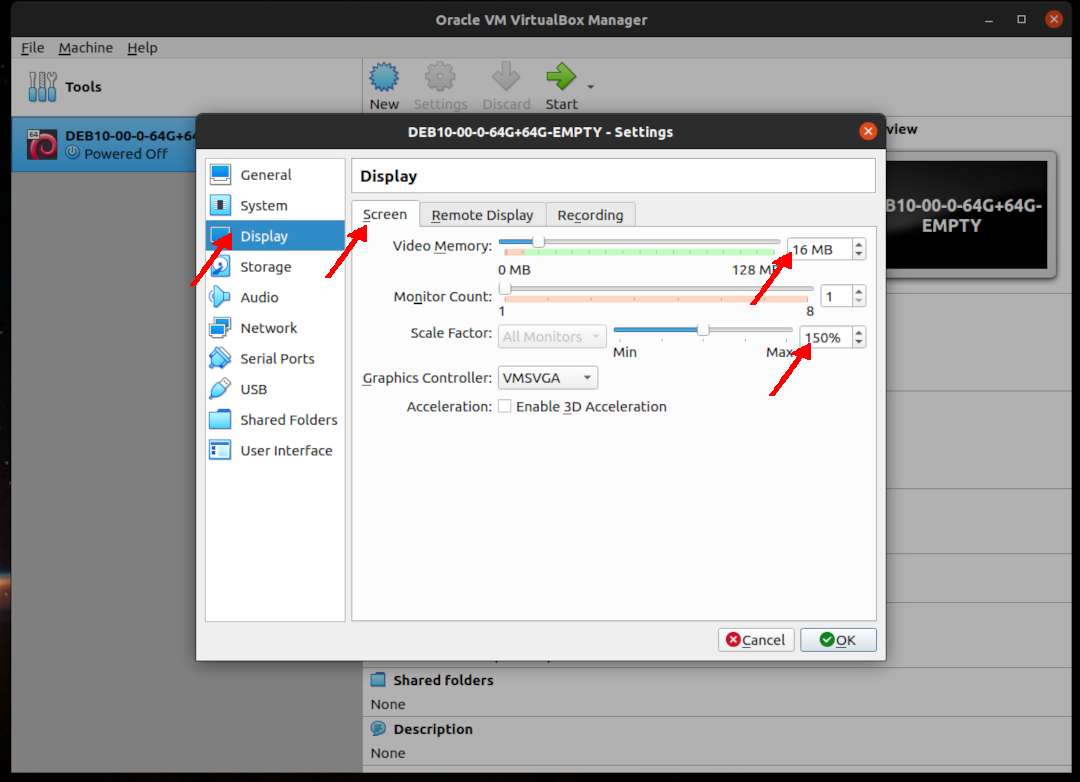 Oracle VM VirtualBox Manager
File Machine Help
Tools
New Settings Discard Start
64
DEB10-00-0-64G+64
Powered Off
view
B10-00-0-64G+64G-
EMPTY
DEB10-00-0-64G+64G-EMPTY - Settings
General
System
Display
Storage
Audio
Network
Serial Ports
USB
Shared Folders
User Interface
Display
Screen Remote Display Recording
Video Memory: 16 MB
0 MB 128 MB
Monitor Count: 1
1 8
Scale Factor: All Monitors 150%
Min Max
Graphics Controller: VMSVGA
Acceleration: Enable 3D Acceleration
Cancel OK
Shared folders
None
Description
None